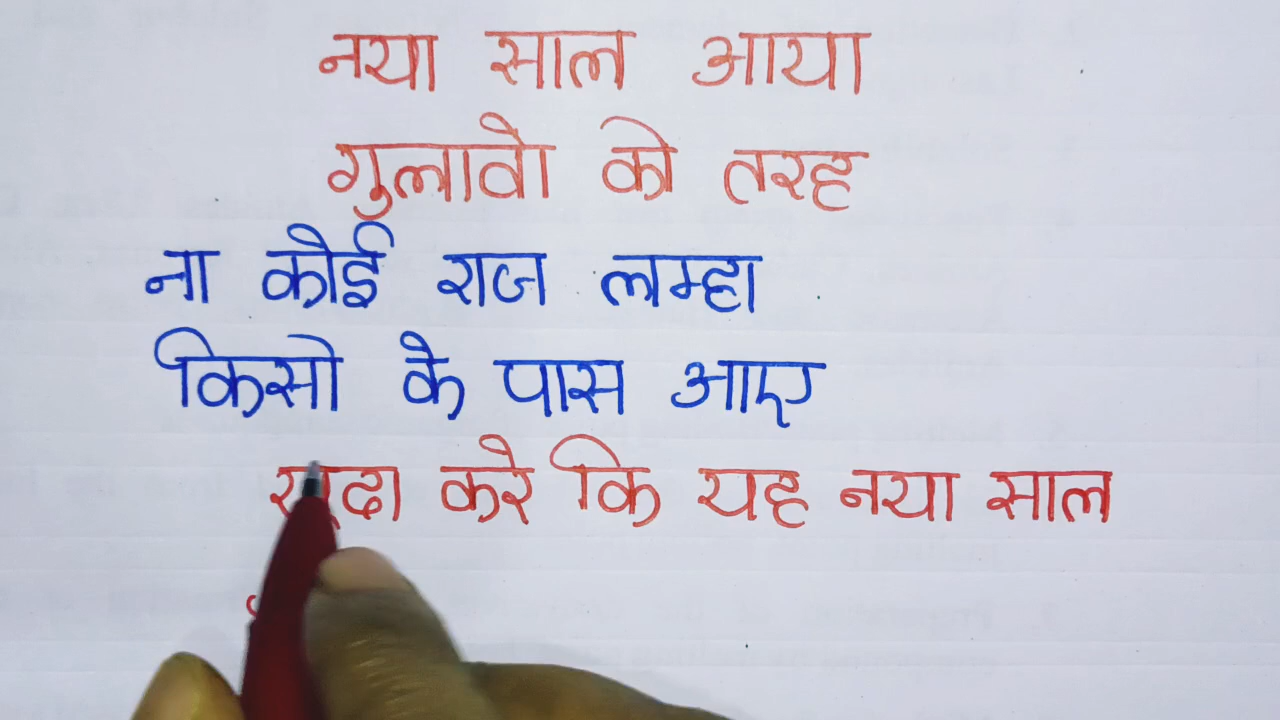 नया साल आया
गुलावो की तरह
ना कोई राज लम्हा
किसी के पास आए
खुदा करे कि यह नया साल